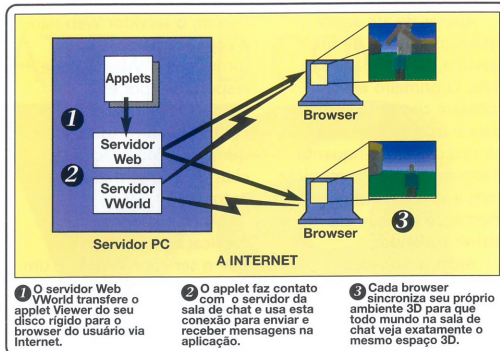 Applets
1
Servidor
Web
2
Servidor
VWorld
Servidor PC
Browser
Browser
3
A INTERNET
1 O servidor Web
VWorld transfere o
applet Viewer do seu
disco rígido para o
browser do usuário via
Internet.
2 O applet faz contato
com o servidor da
sala de chat e usa esta
conexão para enviar e
receber mensagens na
aplicação.
3 Cada browser
sincroniza seu próprio
ambiente 3D para que
todo mundo na sala de
chat veja exatamente o
mesmo espaço 3D.